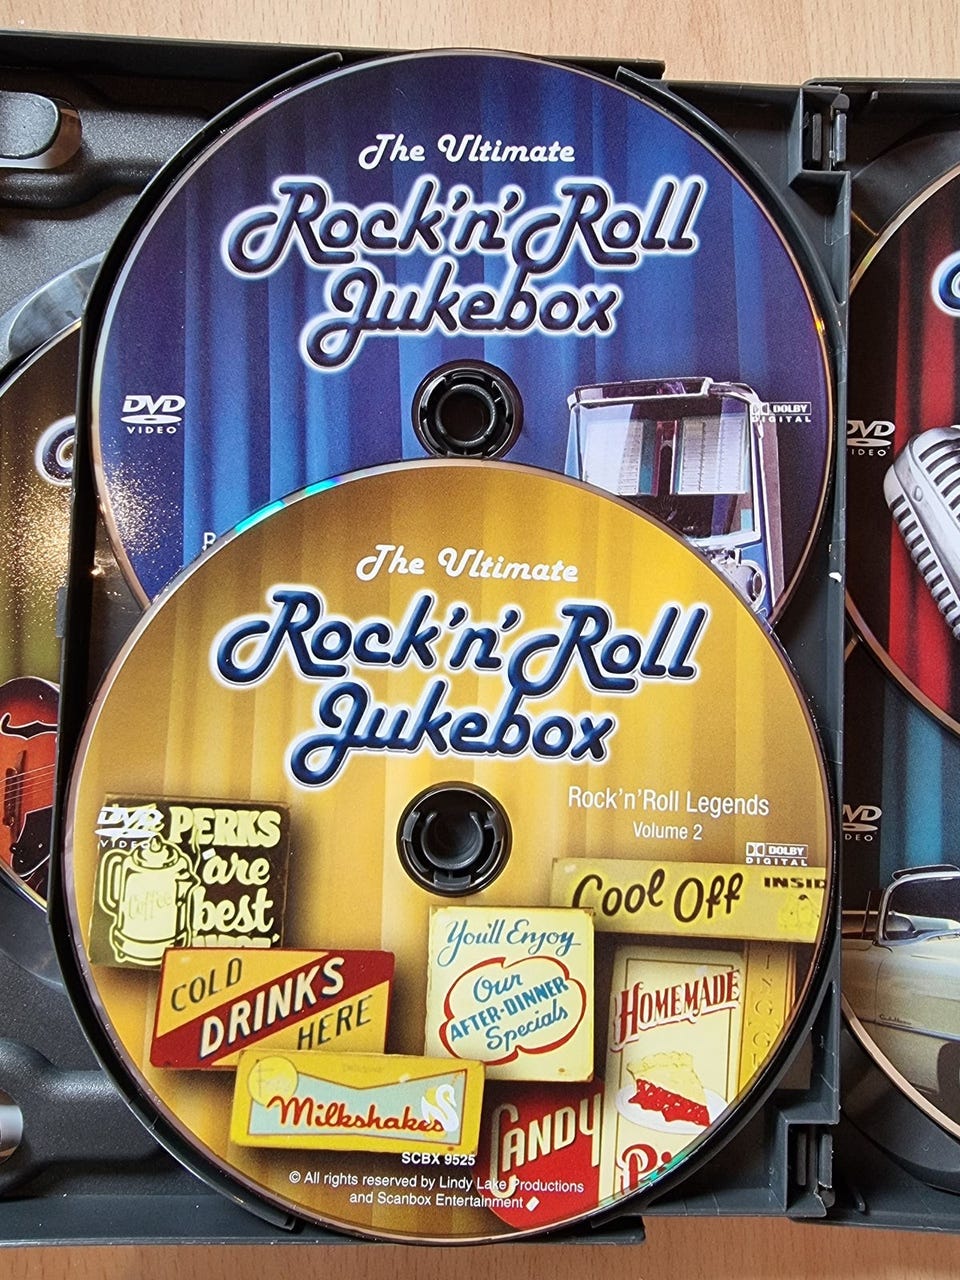 The Ultimate
Rock'n'Roll
Jukebox
DVD
VIDEO
DOLBY
DIGITAL
The Ultimate
Rock'n'Roll
Jukebox
Rock'n'Roll Legends
Volume 2
DVD
VIDEO
DOLBY
DIGITAL
PERKS
are
best
Coffee
Cool Off
COLD
DRINKS
HERE
You'll Enjoy
Our
AFTER-DINNER
Specials
HOMEMADE
Milkshakes
CANDY
SCBX 9525
© All rights reserved by Lindy Lake Productions
and Scanbox Entertainment
DVD
VIDEO
DVD
VIDEO